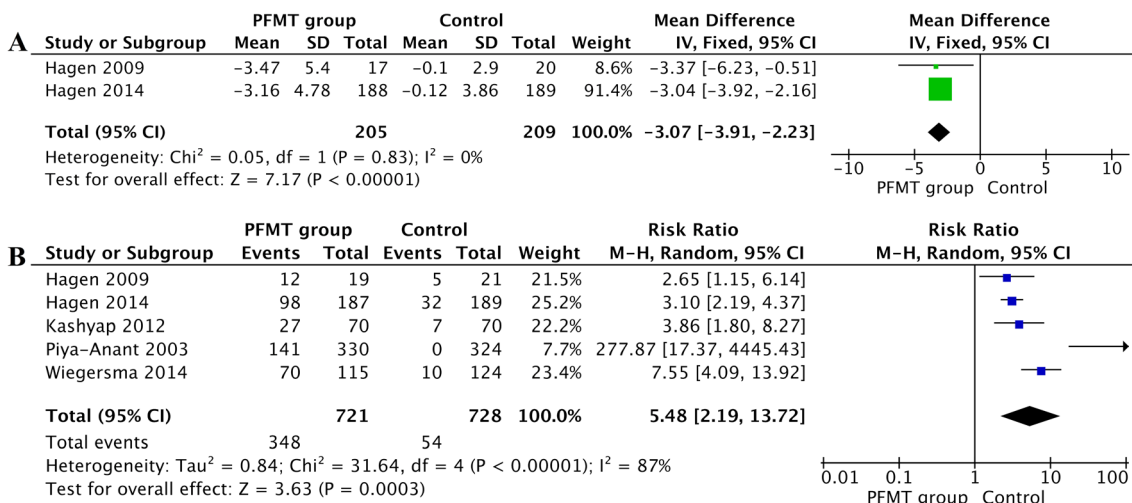 A
PFMT group Control Mean Difference Mean Difference
Study or Subgroup Mean SD Total Mean SD Total Weight IV, Fixed, 95% CI IV, Fixed, 95% CI
Hagen 2009 −3.47 5.4 17 −0.1 2.9 20 8.6% −3.37 [−6.23, −0.51]
Hagen 2014 −3.16 4.78 188 −0.12 3.86 189 91.4% −3.04 [−3.92, −2.16]
Total (95% CI) 205 209 100.0% −3.07 [−3.91, −2.23]
Heterogeneity: Chi² = 0.05, df = 1 (P = 0.83); I² = 0%
Test for overall effect: Z = 7.17 (P < 0.00001)
−10 −5 0 5 10
PFMT group Control
B
PFMT group Control Risk Ratio Risk Ratio
Study or Subgroup Events Total Events Total Weight M-H, Random, 95% CI M-H, Random, 95% CI
Hagen 2009 12 19 5 21 21.5% 2.65 [1.15, 6.14]
Hagen 2014 98 187 32 189 25.2% 3.10 [2.19, 4.37]
Kashyap 2012 27 70 7 70 22.2% 3.86 [1.80, 8.27]
Piya-Anant 2003 141 330 0 324 7.7% 277.87 [17.37, 4445.43]
Wiegersma 2014 70 115 10 124 23.4% 7.55 [4.09, 13.92]
Total (95% CI) 721 728 100.0% 5.48 [2.19, 13.72]
Total events 348 54
Heterogeneity: Tau² = 0.84; Chi² = 31.64, df = 4 (P < 0.00001); I² = 87%
Test for overall effect: Z = 3.63 (P = 0.0003)
0.01 0.1 1 10 100
PFMT group Control